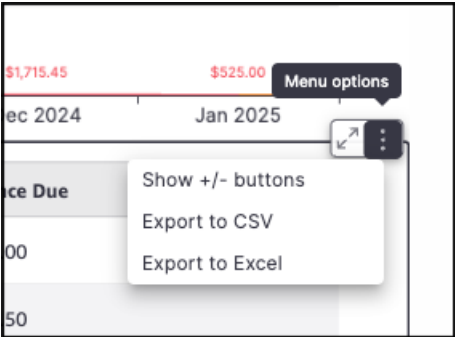 $1,715.45 $525.00
Menu options
ec 2024 Jan 2025
nce Due
Show +/- buttons
Export to CSV
00
Export to Excel
50